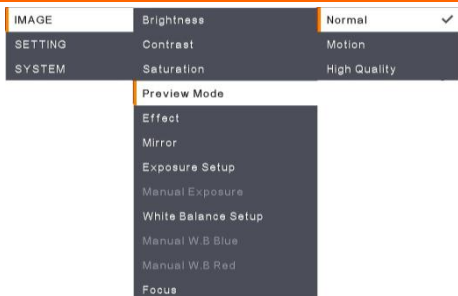 IMAGE
SETTING
SYSTEM
Brightness
Contrast
Saturation
Preview Mode
Effect
Mirror
Exposure Setup
Manual Exposure
White Balance Setup
Manual W.B Blue
Manual W.B Red
Focus
Normal
Motion
High Quality